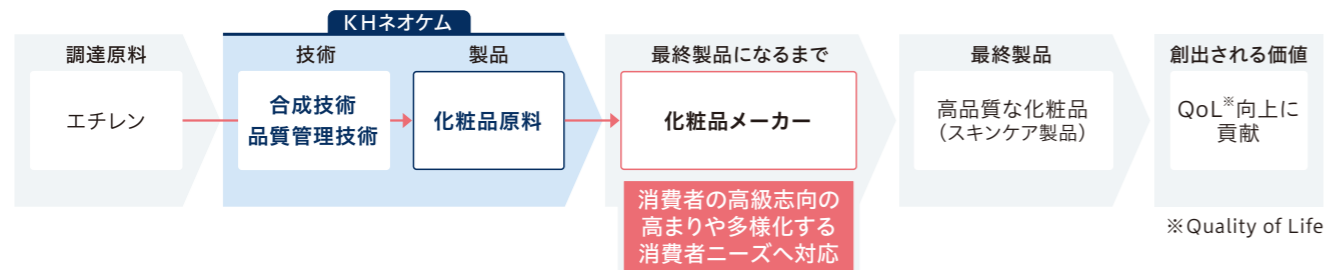 KHネオケム
調達原料
エチレン
技術
合成技術
品質管理技術
製品
化粧品原料
最終製品になるまで
化粧品メーカー
消費者の高級志向の
高まりや多様化する
消費者ニーズへ対応
最終製品
高品質な化粧品
（スキンケア製品）
創出される価値
QoL※向上に
貢献
※Quality of Life